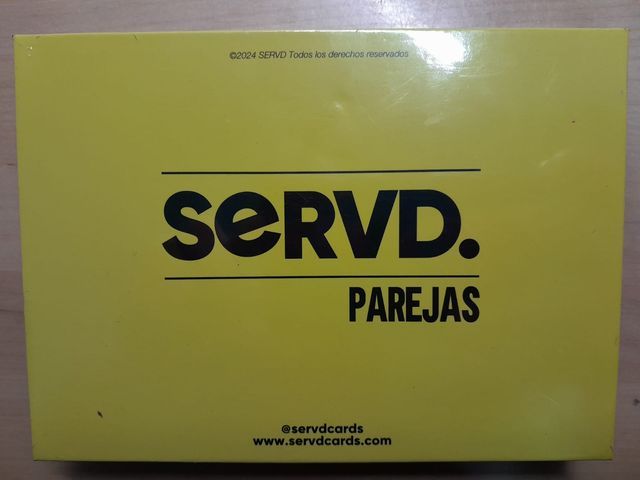 ©2024 SERVD Todos los derechos reservados
SeRVD.
PAREJAS
@servdcards
www.servdcards.com